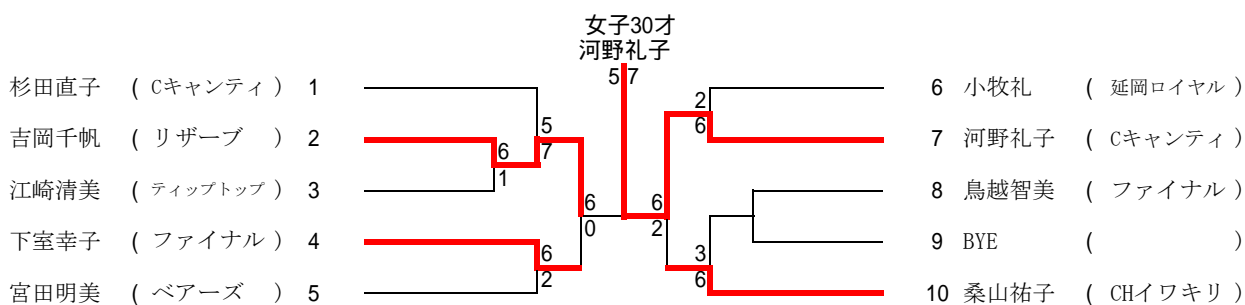 女子30才
河野礼子
5 7
杉田直子 ( Cキャンティ ) 1
6 小牧礼 ( 延岡ロイヤル )
2
5
吉岡千帆 ( リザーブ ) 2
6
7 河野礼子 ( Cキャンティ )
6
7
1
江崎清美 ( ティップトップ ) 3
8 鳥越智美 ( ファイナル )
6
6
0
2
下室幸子 ( ファイナル ) 4
9 BYE ( )
6
3
2
6
宮田明美 ( ベアーズ ) 5
10 桑山祐子 ( CHイワキリ )